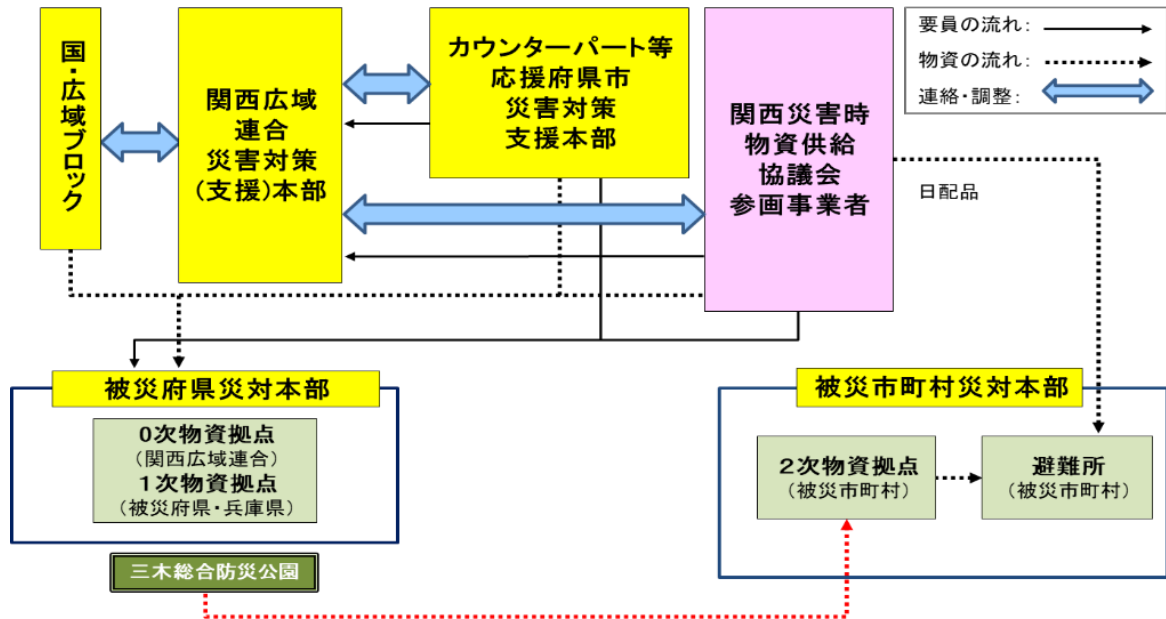 国・広域ブロック
関西広域
連合
災害対策
(支援)本部
カウンターパート等
応援府県市
災害対策
支援本部
関西災害時
物資供給
協議会
参画事業者
要員の流れ:
物資の流れ:
連絡・調整:
日配品
被災府県災対本部
0次物資拠点
(関西広域連合)
1次物資拠点
(被災府県・兵庫県)
三木総合防災公園
被災市町村災対本部
2次物資拠点
(被災市町村)
避難所
(被災市町村)